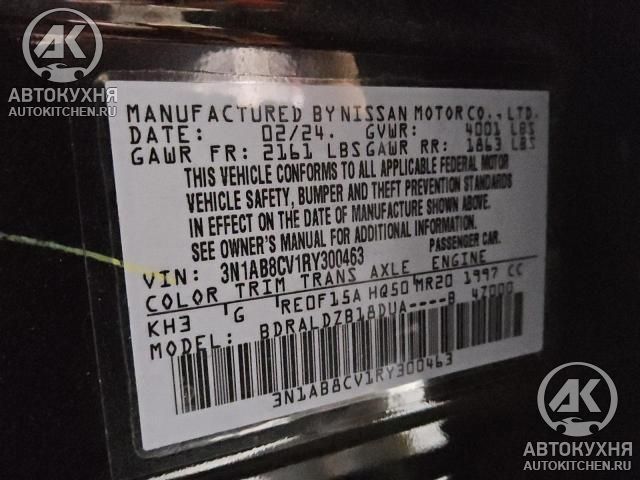 АК
АВТОКУХНЯ
AUTOKITCHEN.RU
MANUFACTURED BY NISSAN MOTOR CO., LTD.
DATE: 02/24. GVWR: 4001 LBS
GAWR FR: 2161 LBS GAWR RR: 1863 LBS
THIS VEHICLE CONFORMS TO ALL APPLICABLE FEDERAL MOTOR
VEHICLE SAFETY, BUMPER AND THEFT PREVENTION STANDARDS
IN EFFECT ON THE DATE OF MANUFACTURE SHOWN ABOVE.
SEE OWNER'S MANUAL FOR ADDITIONAL INFORMATION.
VIN: 3N1AB8CV1RY300463 PASSENGER CAR.
COLOR TRIM TRANS AXLE ENGINE
KH3 G RE0F15A HQ50 MR20 1997 CC
MODEL: BDRALDZB18DUA----B 4Z000
3N1AB8CV1RY300463
АК
АВТОКУХНЯ
AUTOKITCHEN.RU